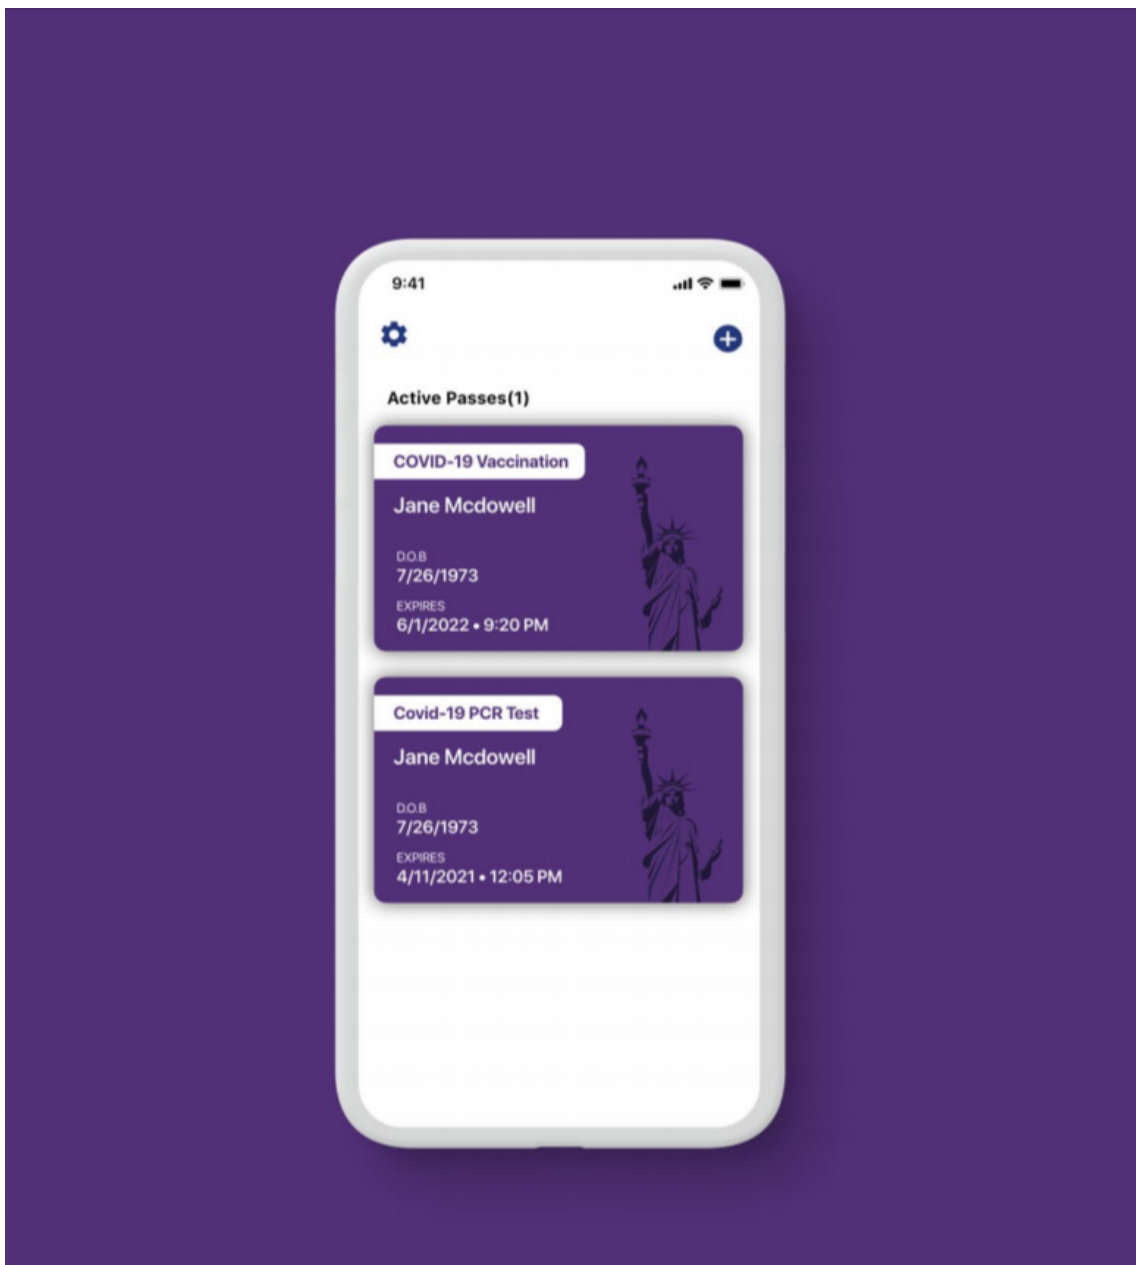 9:41
Active Passes(1)
COVID-19 Vaccination
Jane Mcdowell
D.O.B
7/26/1973
EXPIRES
6/1/2022 • 9:20 PM
Covid-19 PCR Test
Jane Mcdowell
D.O.B
7/26/1973
EXPIRES
4/11/2021 • 12:05 PM